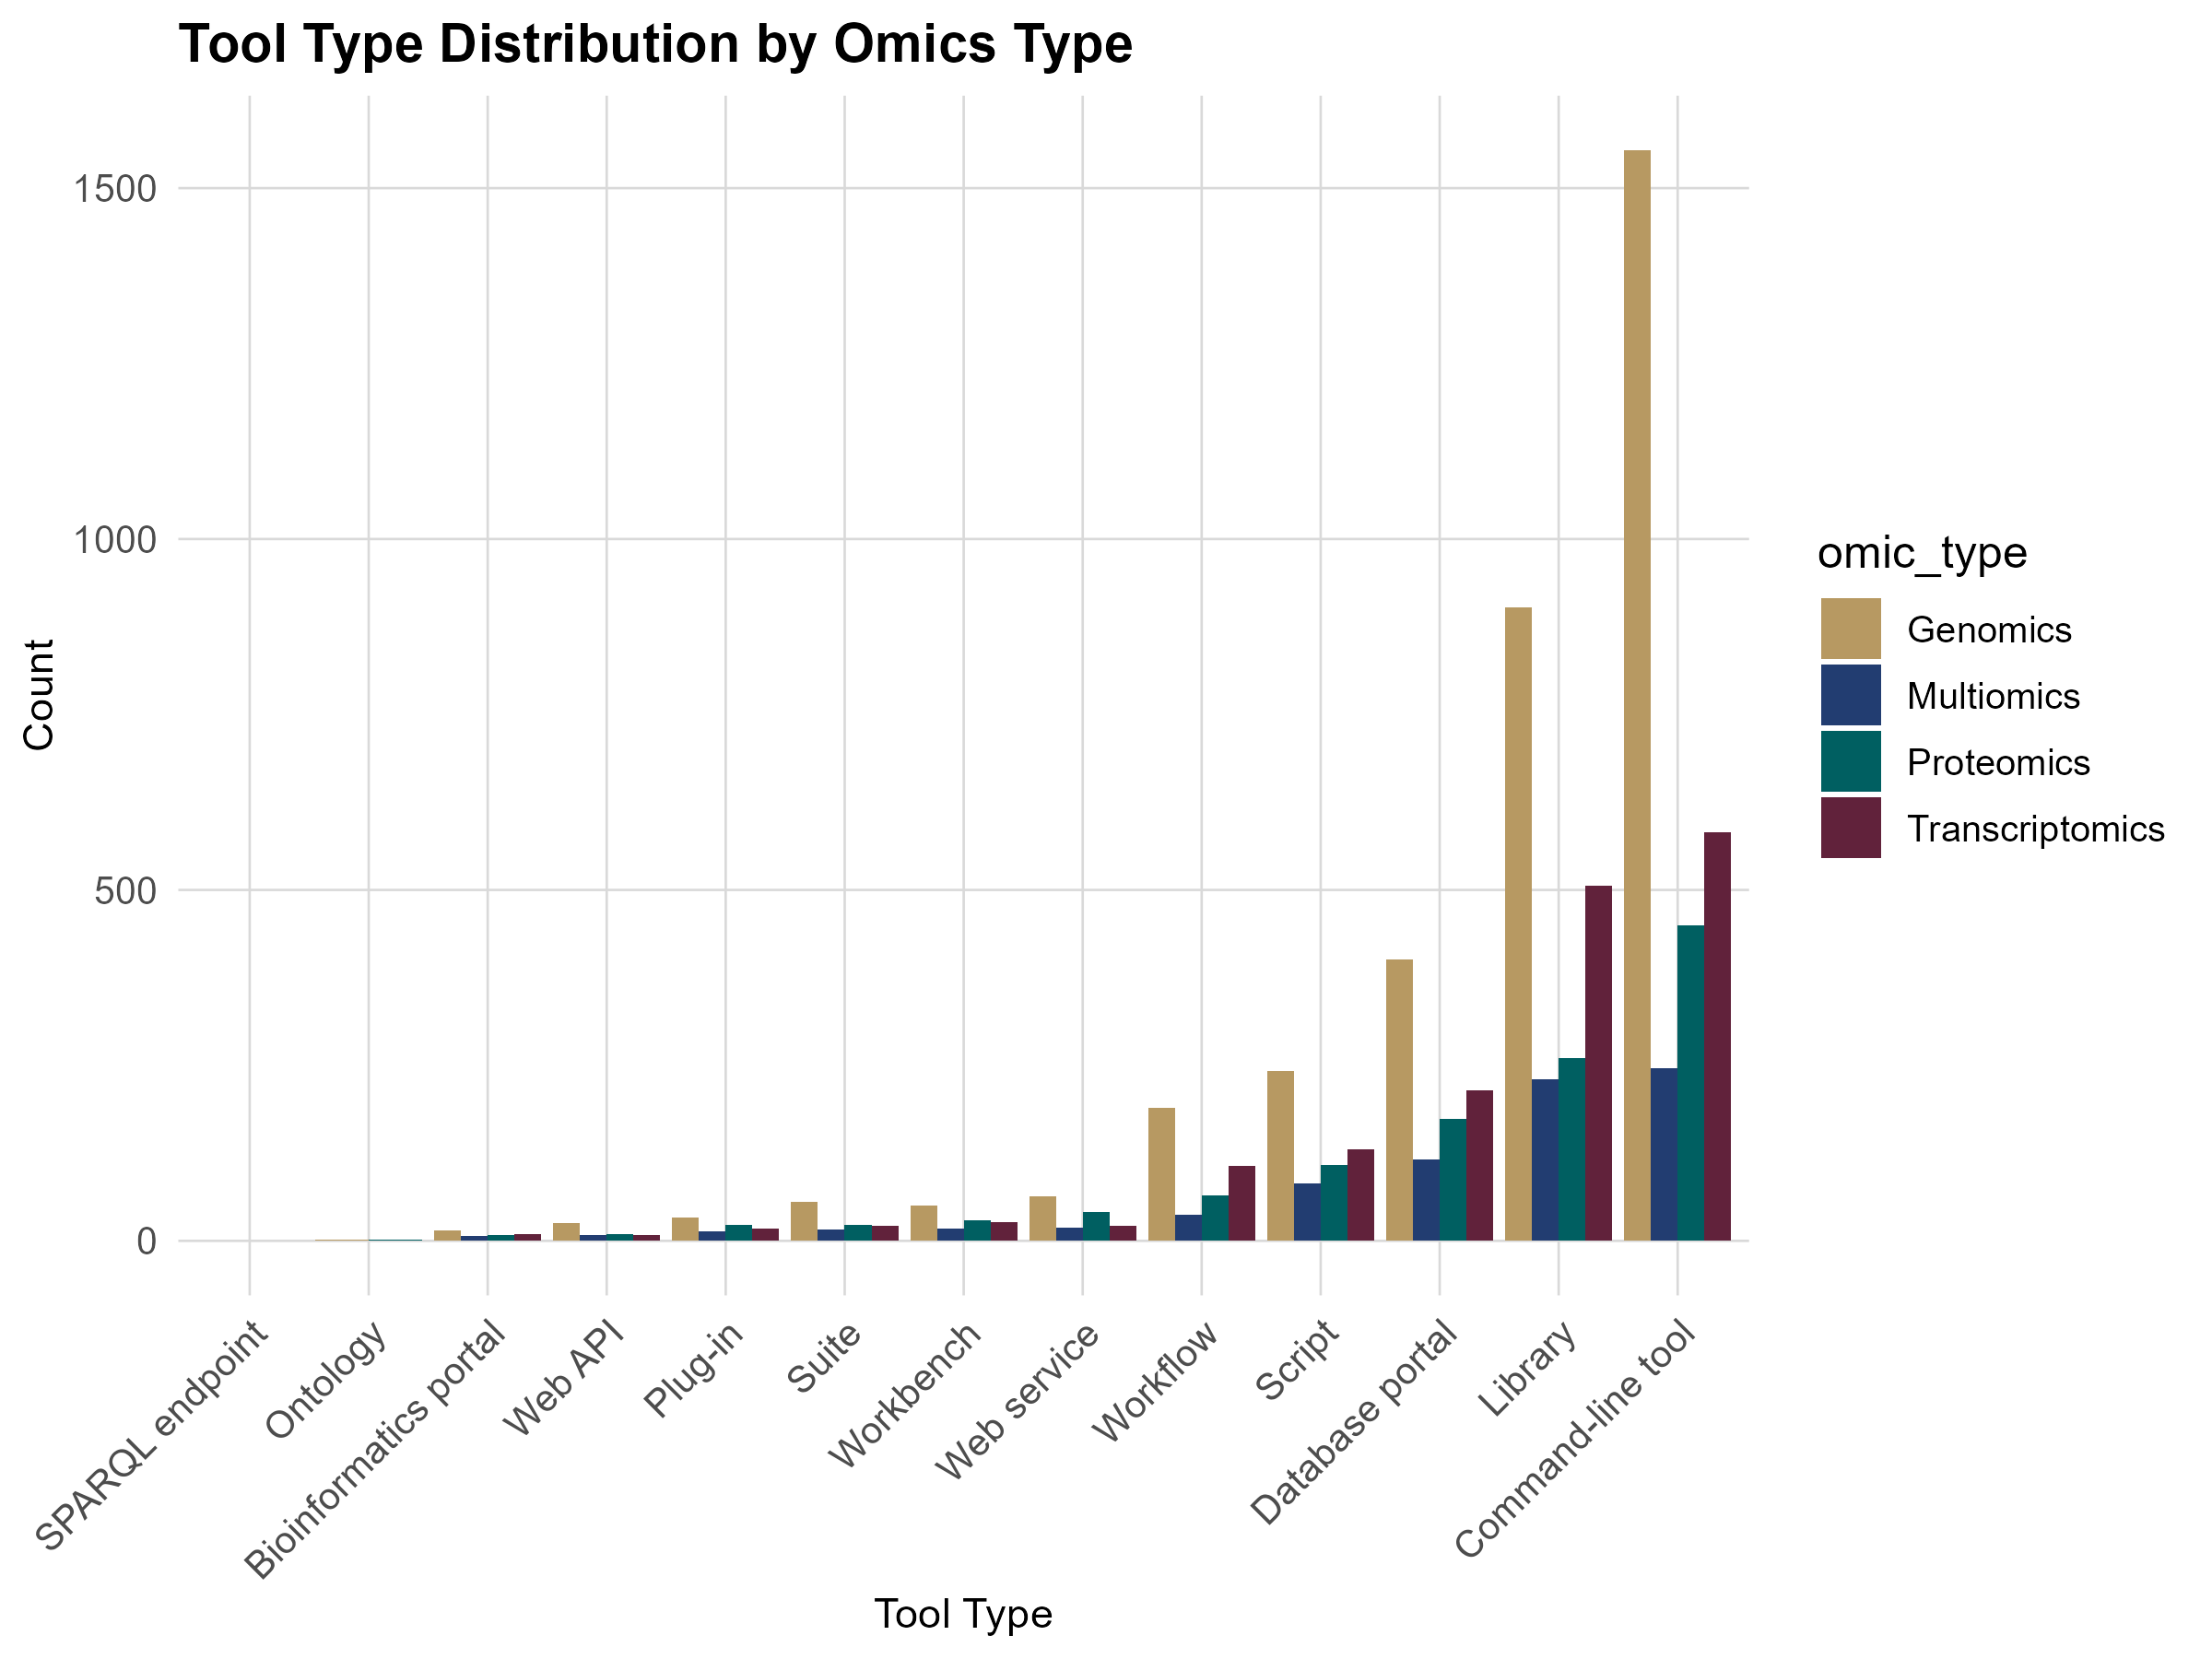 Tool Type Distribution by Omics Type
1500
1000
500
0
Count
SPARQL endpoint
Ontology
Bioinformatics portal
Web API
Plug-in
Suite
Workbench
Web service
Workflow
Script
Database portal
Library
Command-line tool
Tool Type
omic_type
Genomics
Multiomics
Proteomics
Transcriptomics